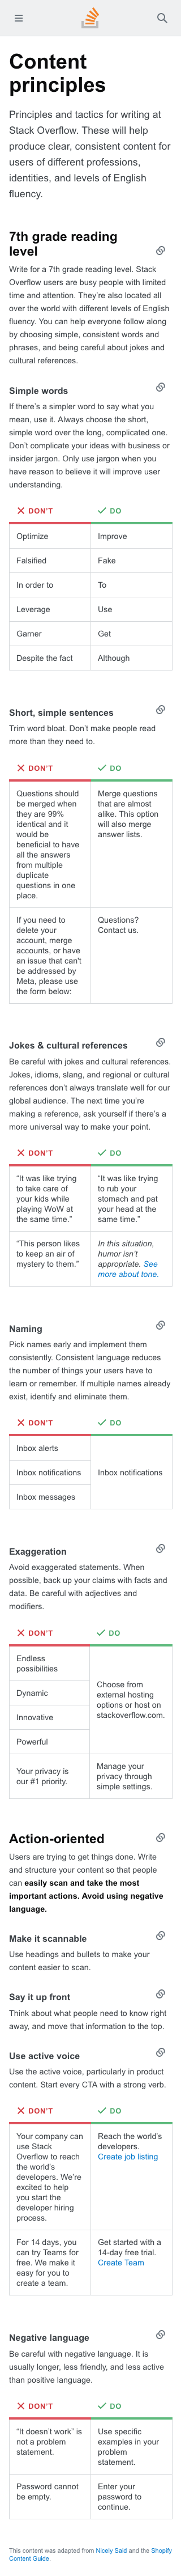 Content
principles
Principles and tactics for writing at
Stack Overflow. These will help
produce clear, consistent content for
users of different professions,
identities, and levels of English
fluency.
7th grade reading
level
Write for a 7th grade reading level. Stack
Overflow users are busy people with limited
time and attention. They're also located all
over the world with different levels of English
fluency. You can help everyone follow along
by choosing simple, consistent words and
phrases, and being careful about jokes and
cultural references.
Simple words
If there's a simpler word to say what you
mean, use it. Always choose the short,
simple word over the long, complicated one.
Don't complicate your ideas with business or
insider jargon. Only use jargon when you
have reason to believe it will improve user
understanding.
DON'T DO
Optimize Improve
Falsified Fake
In order to To
Leverage Use
Garner Get
Despite the fact Although
Short, simple sentences
Trim word bloat. Don't make people read
more than they need to.
DON'T DO
Questions should
be merged when
they are 99%
identical and it
would be
beneficial to have
all the answers
from multiple
duplicate
questions in one
place.
Merge questions
that are almost
alike. This option
will also merge
answer lists.
If you need to
delete your
account, merge
accounts, or have
an issue that can't
be addressed by
Meta, please use
the form below:
Questions?
Contact us.
Jokes & cultural references
Be careful with jokes and cultural references.
Jokes, idioms, slang, and regional or cultural
references don't always translate well for our
global audience. The next time you're
making a reference, ask yourself if there's a
more universal way to make your point.
DON'T DO
“It was like trying
to take care of
your kids while
playing WoW at
the same time.”
“It was like trying
to rub your
stomach and pat
your head at the
same time.”
“This person likes
to keep an air of
mystery to them.”
In this situation,
humor isn't
appropriate. See
more about tone.
Naming
Pick names early and implement them
consistently. Consistent language reduces
the number of things your users have to
learn or remember. If multiple names already
exist, identify and eliminate them.
DON'T DO
Inbox alerts
Inbox notifications Inbox notifications
Inbox messages
Exaggeration
Avoid exaggerated statements. When
possible, back up your claims with facts and
data. Be careful with adjectives and
modifiers.
DON'T DO
Endless
possibilities
Dynamic
Innovative
Powerful
Choose from
external hosting
options or host on
stackoverflow.com.
Your privacy is
our #1 priority.
Manage your
privacy through
simple settings.
Action-oriented
Users are trying to get things done. Write
and structure your content so that people
can easily scan and take the most
important actions. Avoid using negative
language.
Make it scannable
Use headings and bullets to make your
content easier to scan.
Say it up front
Think about what people need to know right
away, and move that information to the top.
Use active voice
Use the active voice, particularly in product
content. Start every CTA with a strong verb.
DON'T DO
Your company can
use Stack
Overflow to reach
the world's
developers. We're
excited to help
you start the
developer hiring
process.
Reach the world's
developers.
Create job listing
For 14 days, you
can try Teams for
free. We make it
easy for you to
create a team.
Get started with a
14-day free trial.
Create Team
Negative language
Be careful with negative language. It is
usually longer, less friendly, and less active
than positive language.
DON'T DO
“It doesn't work” is
not a problem
statement.
Use specific
examples in your
problem
statement.
Password cannot
be empty.
Enter your
password to
continue.
This content was adapted from Nicely Said and the Shopify
Content Guide.